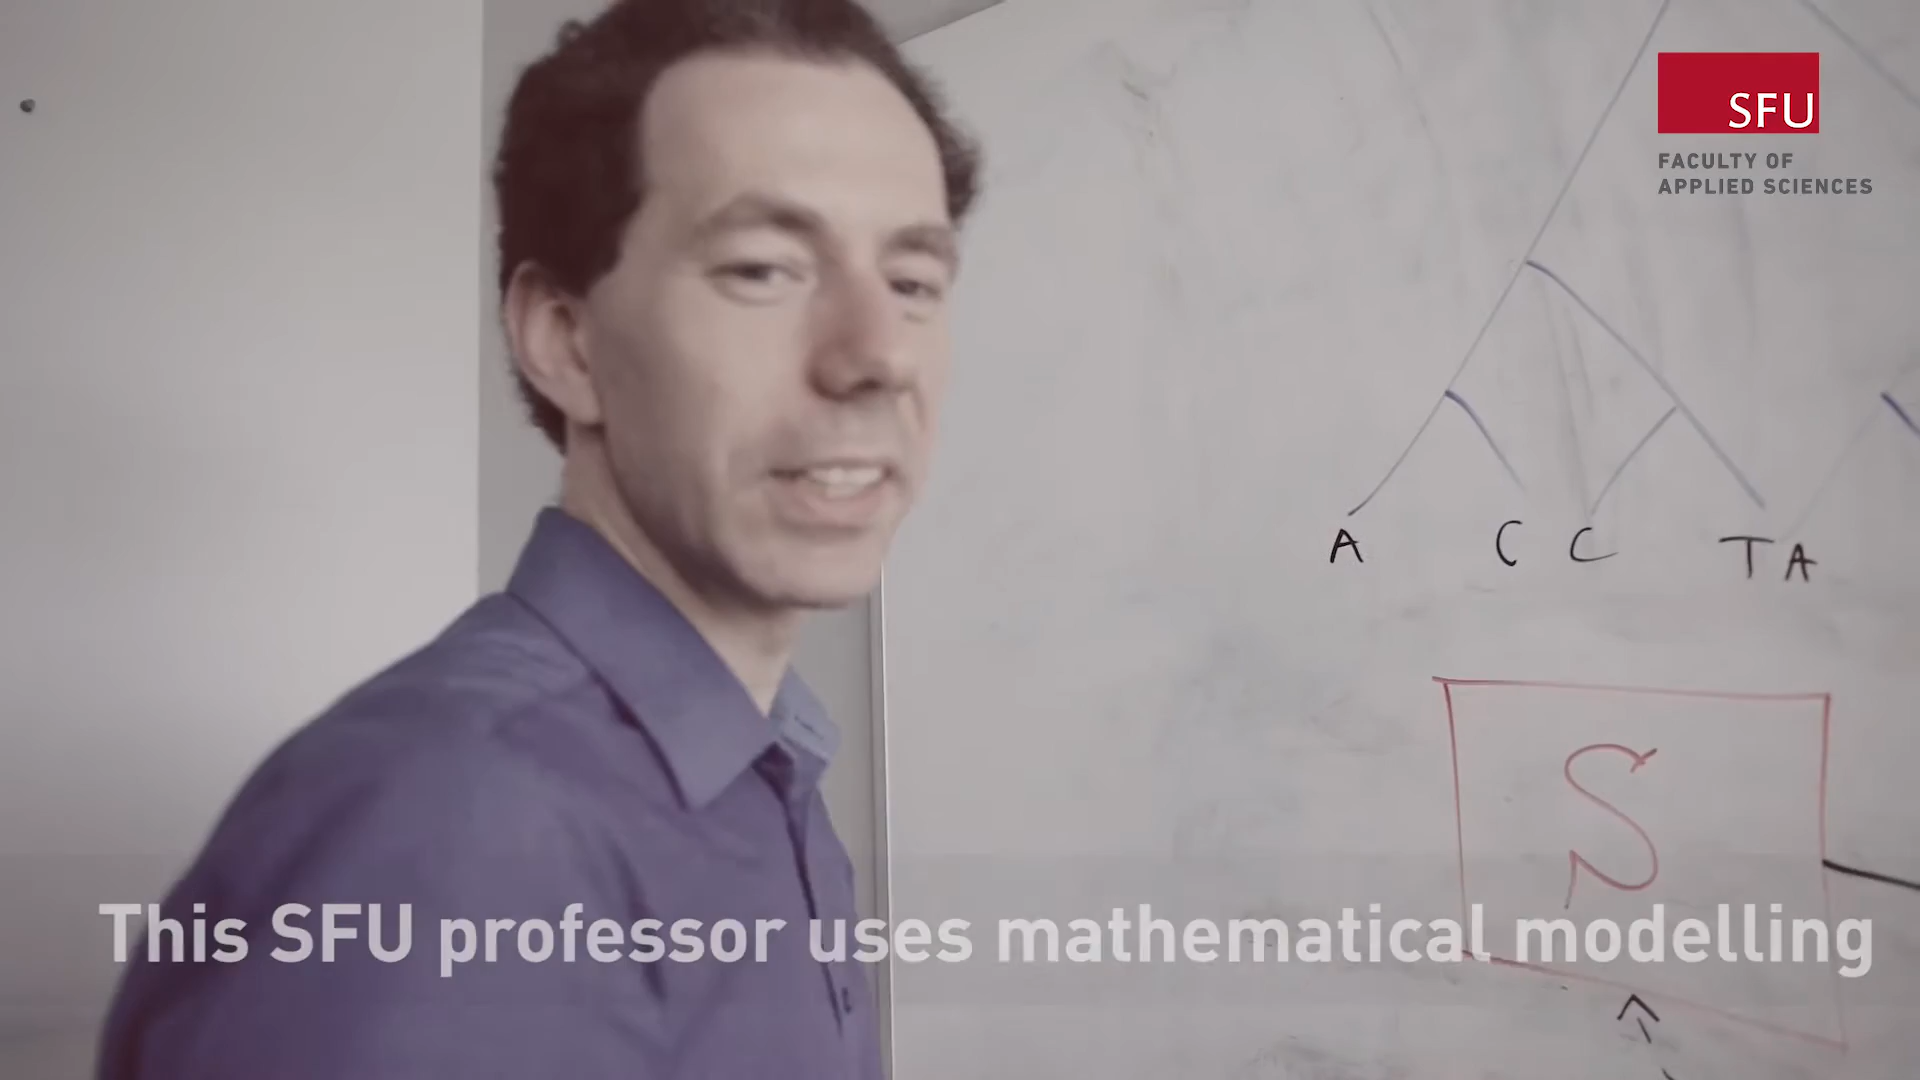 SFU
FACULTY OF
APPLIED SCIENCES
A C C T A
S
This SFU professor uses mathematical modelling